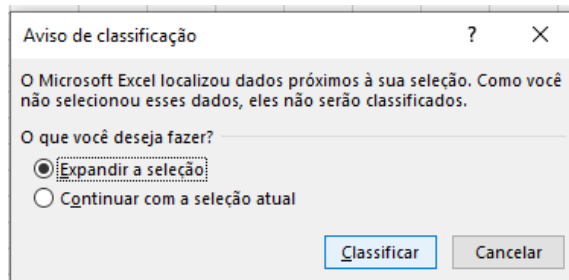 Aviso de classificação ?
O Microsoft Excel localizou dados próximos à sua seleção. Como você
não selecionou esses dados, eles não serão classificados.
O que você deseja fazer?
Expandir a seleção
Continuar com a seleção atual
Classificar Cancelar